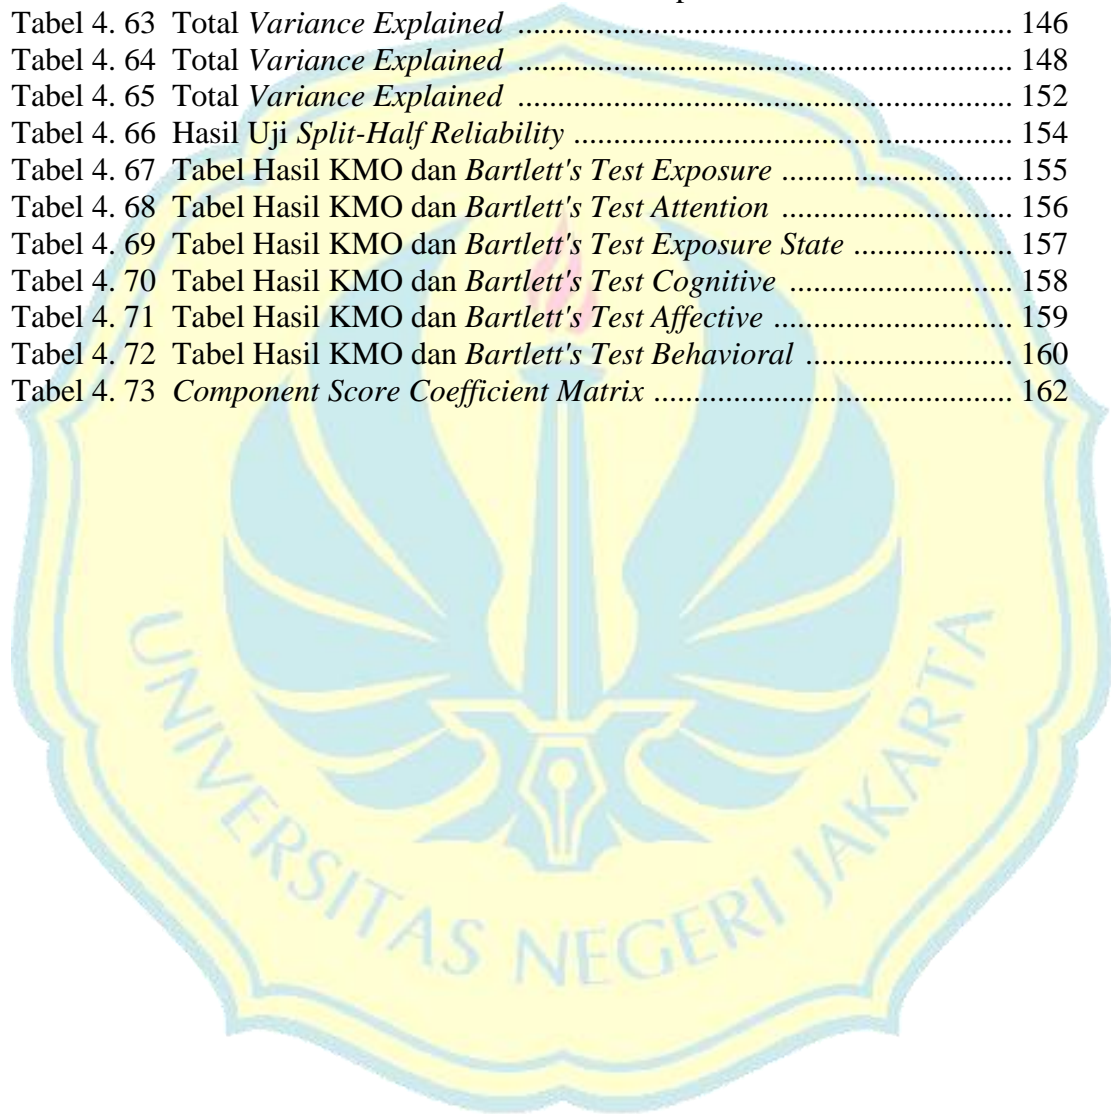 Tabel 4. 63 Total Variance Explained ................................................................ 146
Tabel 4. 64 Total Variance Explained ................................................................ 148
Tabel 4. 65 Total Variance Explained ................................................................ 152
Tabel 4. 66 Hasil Uji Split-Half Reliability ......................................................... 154
Tabel 4. 67 Tabel Hasil KMO dan Bartlett's Test Exposure .............................. 155
Tabel 4. 68 Tabel Hasil KMO dan Bartlett's Test Attention ............................... 156
Tabel 4. 69 Tabel Hasil KMO dan Bartlett's Test Exposure State ..................... 157
Tabel 4. 70 Tabel Hasil KMO dan Bartlett's Test Cognitive ............................. 158
Tabel 4. 71 Tabel Hasil KMO dan Bartlett's Test Affective ............................... 159
Tabel 4. 72 Tabel Hasil KMO dan Bartlett's Test Behavioral ........................... 160
Tabel 4. 73 Component Score Coefficient Matrix .............................................. 162
UNIVERSITAS NEGERI JAKARTA